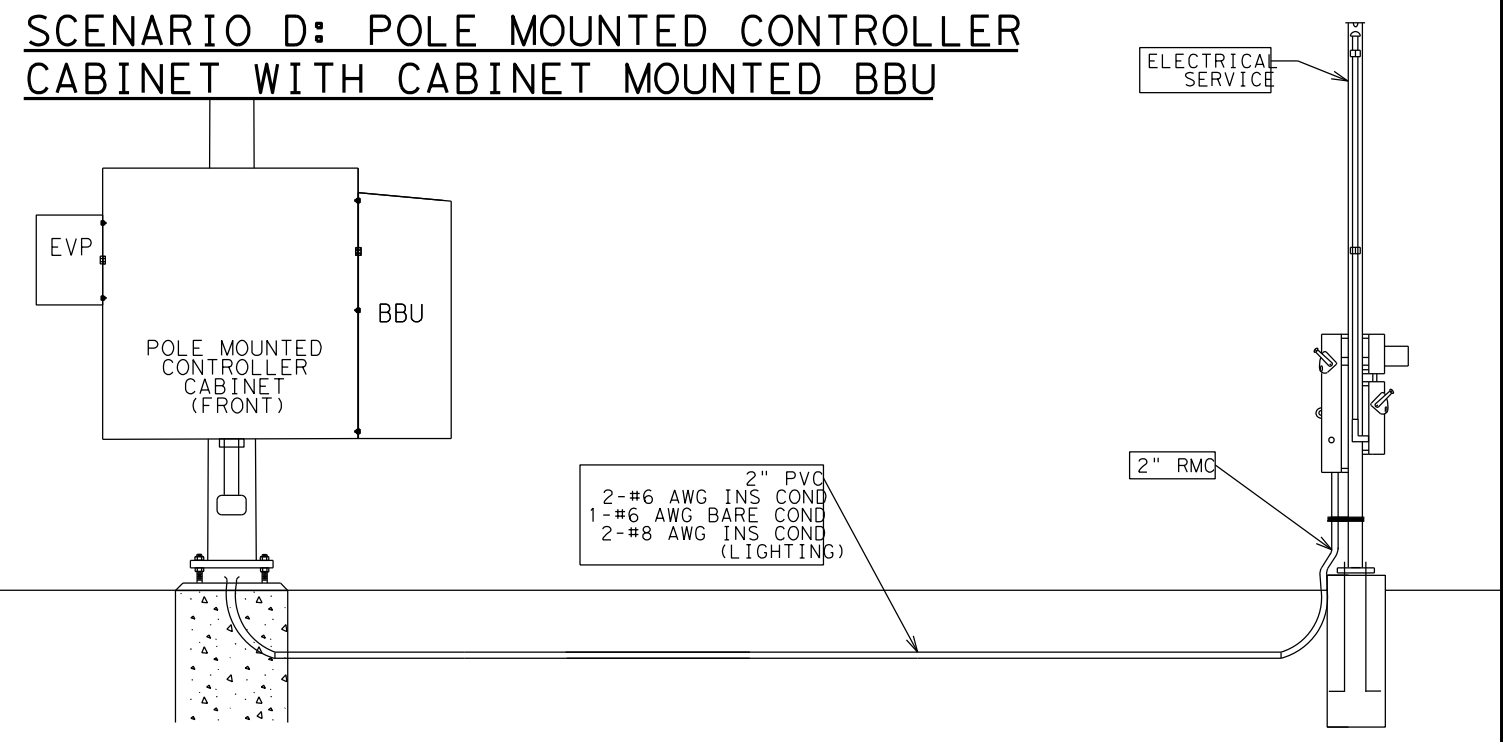 SCENARIO D: POLE MOUNTED CONTROLLER
CABINET WITH CABINET MOUNTED BBU
ELECTRICAL
SERVICE
EVP
BBU
POLE MOUNTED
CONTROLLER
CABINET
(FRONT)
2" PVC
2-#6 AWG INS COND
1-#6 AWG BARE COND
2-#8 AWG INS COND
(LIGHTING)
2" RMC